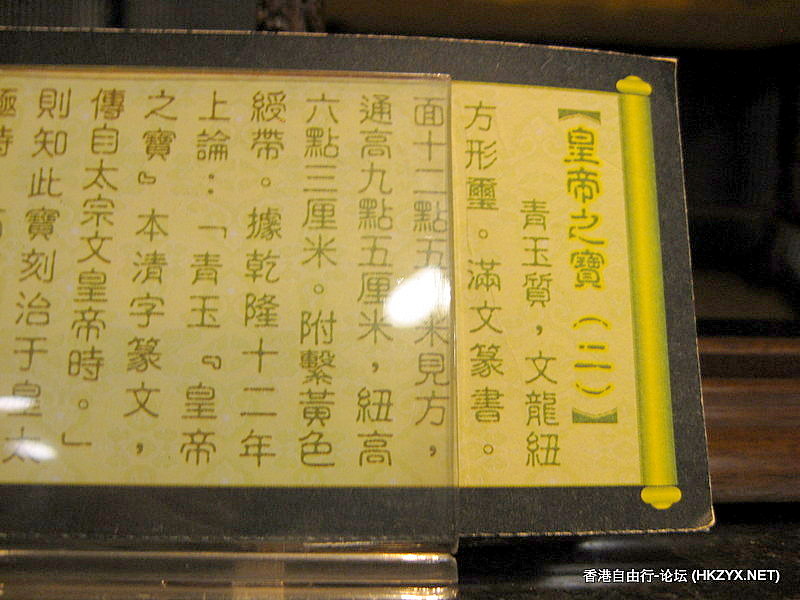 【皇帝之寶(二)】
青玉質,文龍紐
方形璽。滿文篆書。
面十二點五 米見方,
通高九點五厘米,紐高
六點三厘米。附繫黃色
綬帶。據乾隆十二年
上論:「青玉『皇帝
之寶』本清字篆文,
傳自太宗文皇帝時。」
則知此寶刻治于皇太
極時
香港自由行-论坛 (HKZYX.NET)